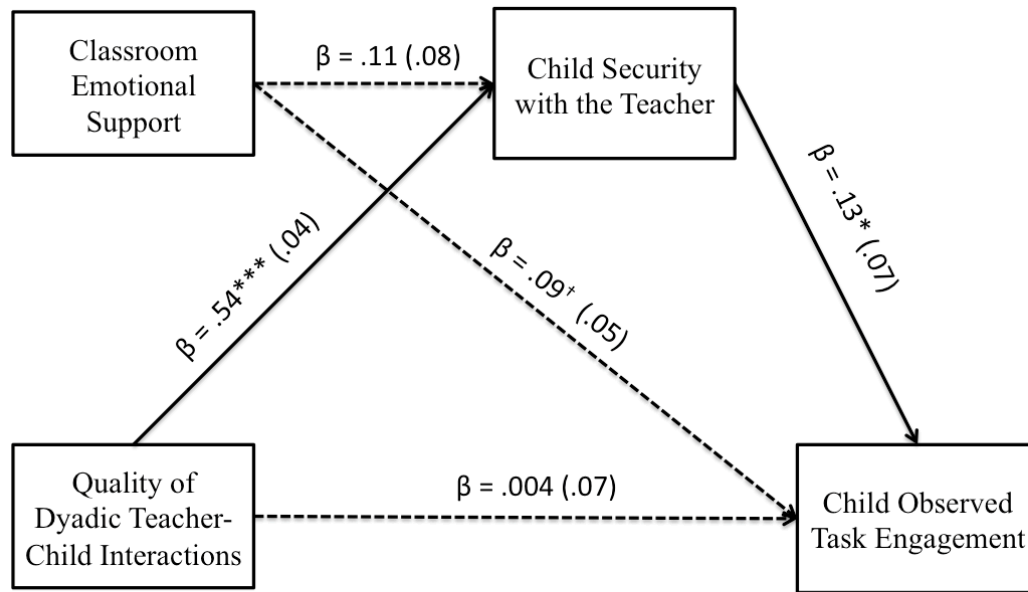 Classroom
Emotional
Support
β = .11 (.08)
Child Security
with the Teacher
β = .54*** (.04)
β = .09† (.05)
β = .13* (.07)
Quality of
Dyadic Teacher-
Child Interactions
β = .004 (.07)
Child Observed
Task Engagement